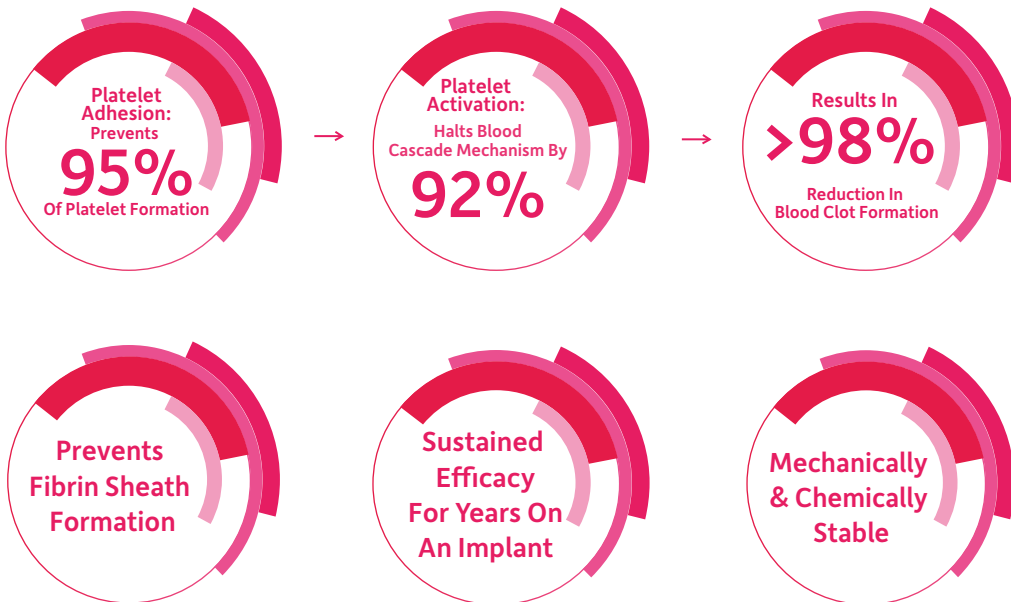 Platelet
Adhesion:
Prevents
95%
Of Platelet Formation
Platelet
Activation:
Halts Blood
Cascade Mechanism By
92%
Results In
>98%
Reduction In
Blood Clot Formation
Prevents
Fibrin Sheath
Formation
Sustained
Efficacy
For Years On
An Implant
Mechanically
& Chemically
Stable